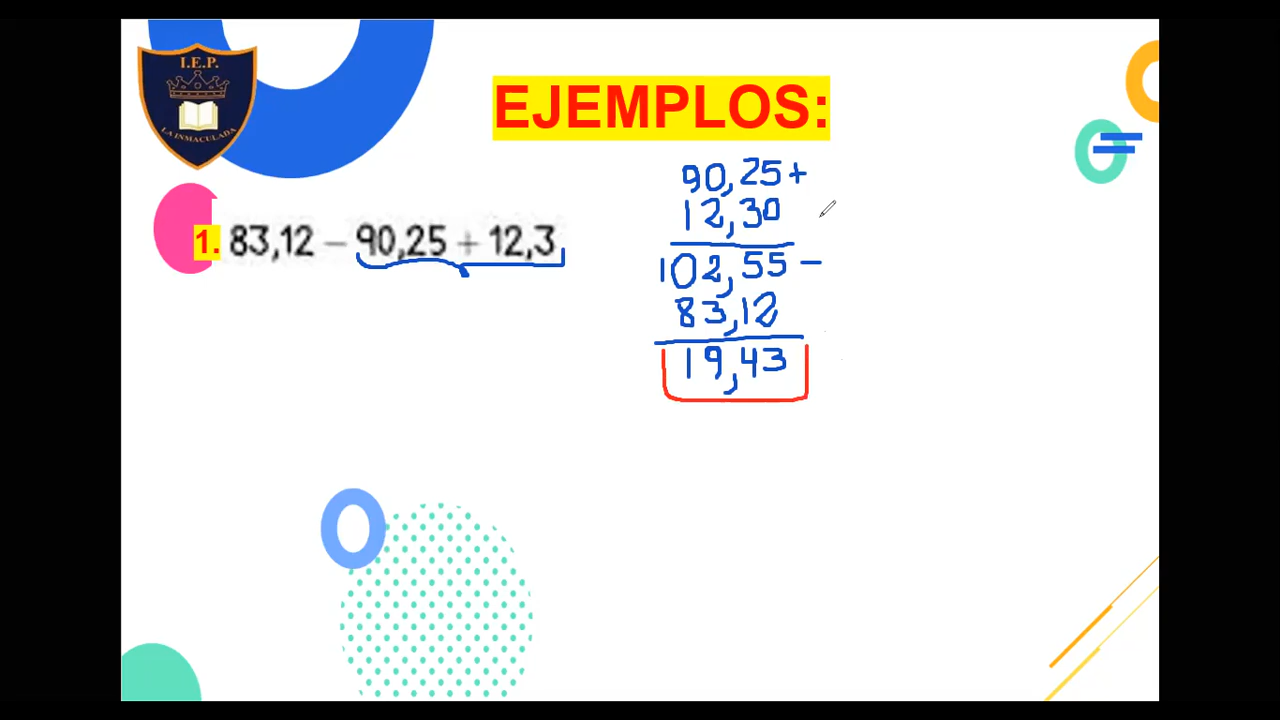 I.E.P.
LA INMACULADA
EJEMPLOS:
1. 83,12 − 90,25 + 12,3
90,25+
12,30
102,55 −
83,12
19,43